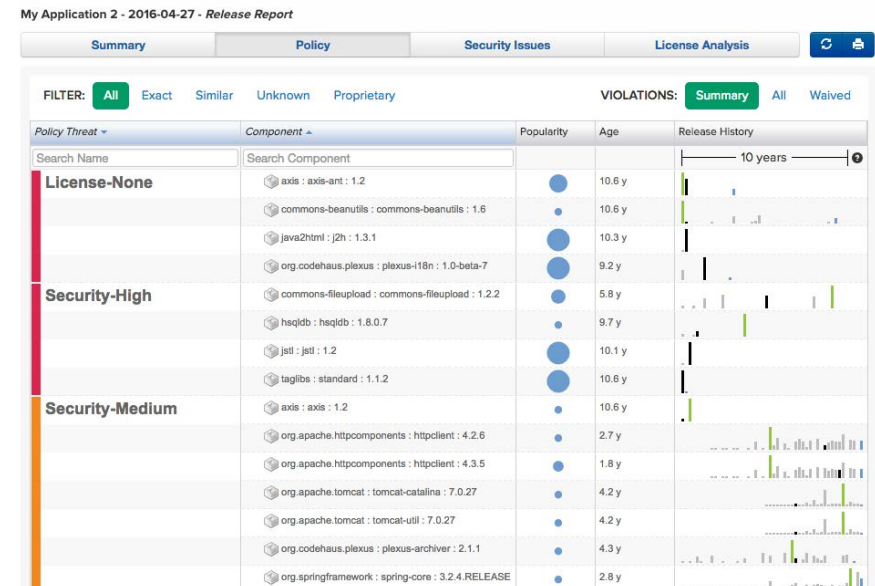 My Application 2 - 2016-04-27 - Release Report
Summary Policy Security Issues License Analysis
FILTER: All Exact Similar Unknown Proprietary VIOLATIONS: Summary All Waived
Policy Threat Component Popularity Age Release History
Search Name Search Component 10 years ?
License-None axis : axis-ant : 1.2 10.6 y
commons-beanutils : commons-beanutils : 1.6 10.6 y
java2html : j2h : 1.3.1 10.3 y
org.codehaus.plexus : plexus-i18n : 1.0-beta-7 9.2 y
Security-High commons-fileupload : commons-fileupload : 1.2.2 5.8 y
hsqldb : hsqldb : 1.8.0.7 9.7 y
jstl : jstl : 1.2 10.1 y
taglibs : standard : 1.1.2 10.6 y
Security-Medium axis : axis : 1.2 10.6 y
org.apache.httpcomponents : httpclient : 4.2.6 2.7 y
org.apache.httpcomponents : httpclient : 4.3.5 1.8 y
org.apache.tomcat : tomcat-catalina : 7.0.27 4.2 y
org.apache.tomcat : tomcat-util : 7.0.27 4.2 y
org.codehaus.plexus : plexus-archiver : 2.1.1 4.3 y
org.springframework : spring-core : 3.2.4.RELEASE 2.8 y